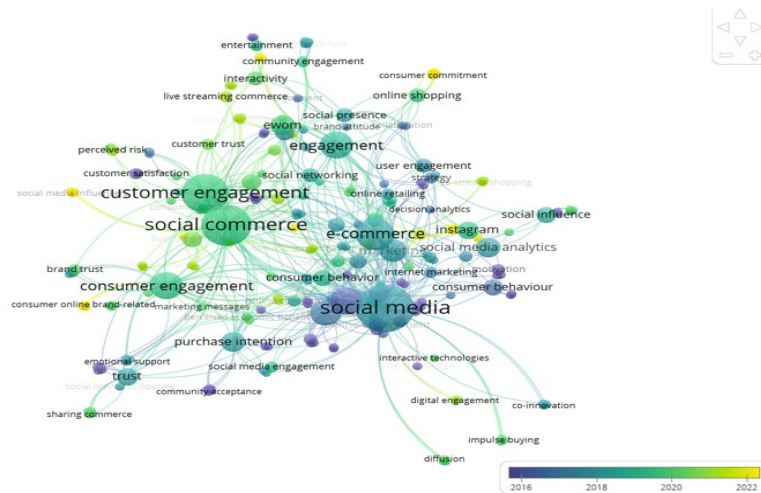 entertainment
community engagement
interactivity
consumer commitment
live streaming commerce
online shopping
social presence
ewom
brand attitude
engagement
customer trust
perceived risk
user engagement
customer satisfaction
social networking
strategy
customer engagement
online retailing
decision analytics
social influence
social commerce
e-commerce
instagram
marketing
social media analytics
brand trust
consumer behavior
internet marketing
motivation
consumer engagement
consumer behaviour
consumer online brand-related
marketing messages
social media
purchase intention
emotional support
interactive technologies
social media engagement
trust
community acceptance
digital engagement
co-innovation
sharing commerce
impulse buying
diffusion
2016 2018 2020 2022